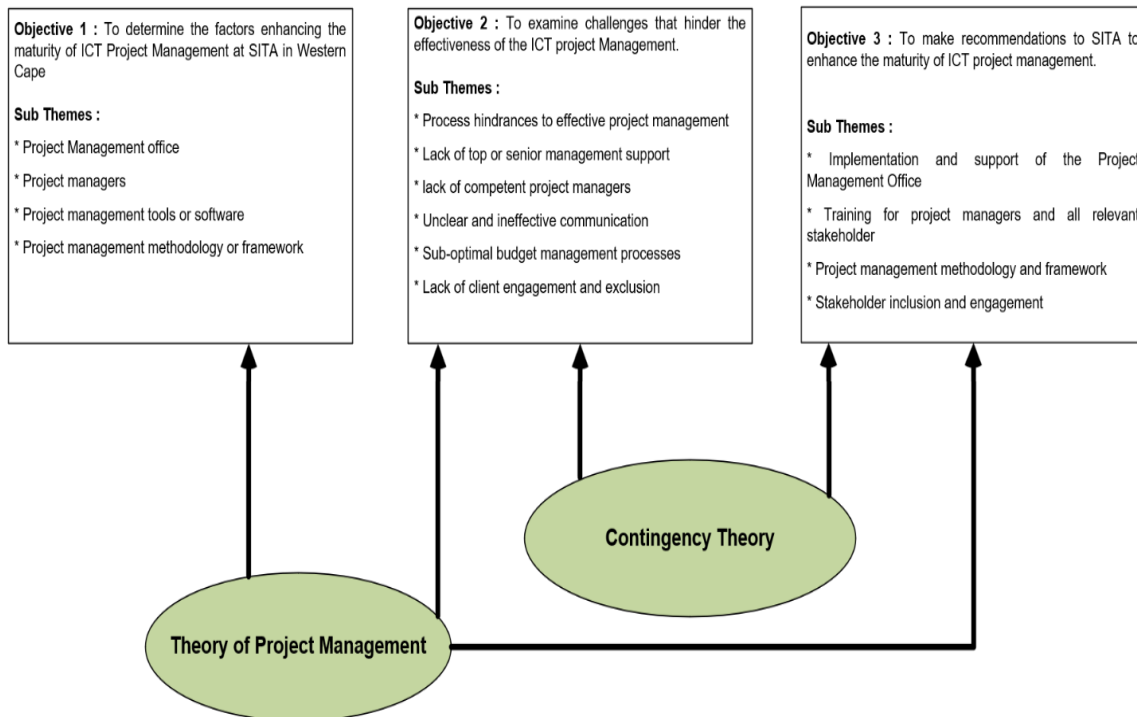 Objective 1 : To determine the factors enhancing the
maturity of ICT Project Management at SITA in Western
Cape
Sub Themes :
* Project Management office
* Project managers
* Project management tools or software
* Project management methodology or framework
Objective 2 : To examine challenges that hinder the
effectiveness of the ICT project Management.
Sub Themes :
* Process hindrances to effective project management
* Lack of top or senior management support
* lack of competent project managers
* Unclear and ineffective communication
* Sub-optimal budget management processes
* Lack of client engagement and exclusion
Objective 3 : To make recommendations to SITA to
enhance the maturity of ICT project management.
Sub Themes :
* Implementation and support of the Project
Management Office
* Training for project managers and all relevant
stakeholder
* Project management methodology and framework
* Stakeholder inclusion and engagement
Contingency Theory
Theory of Project Management